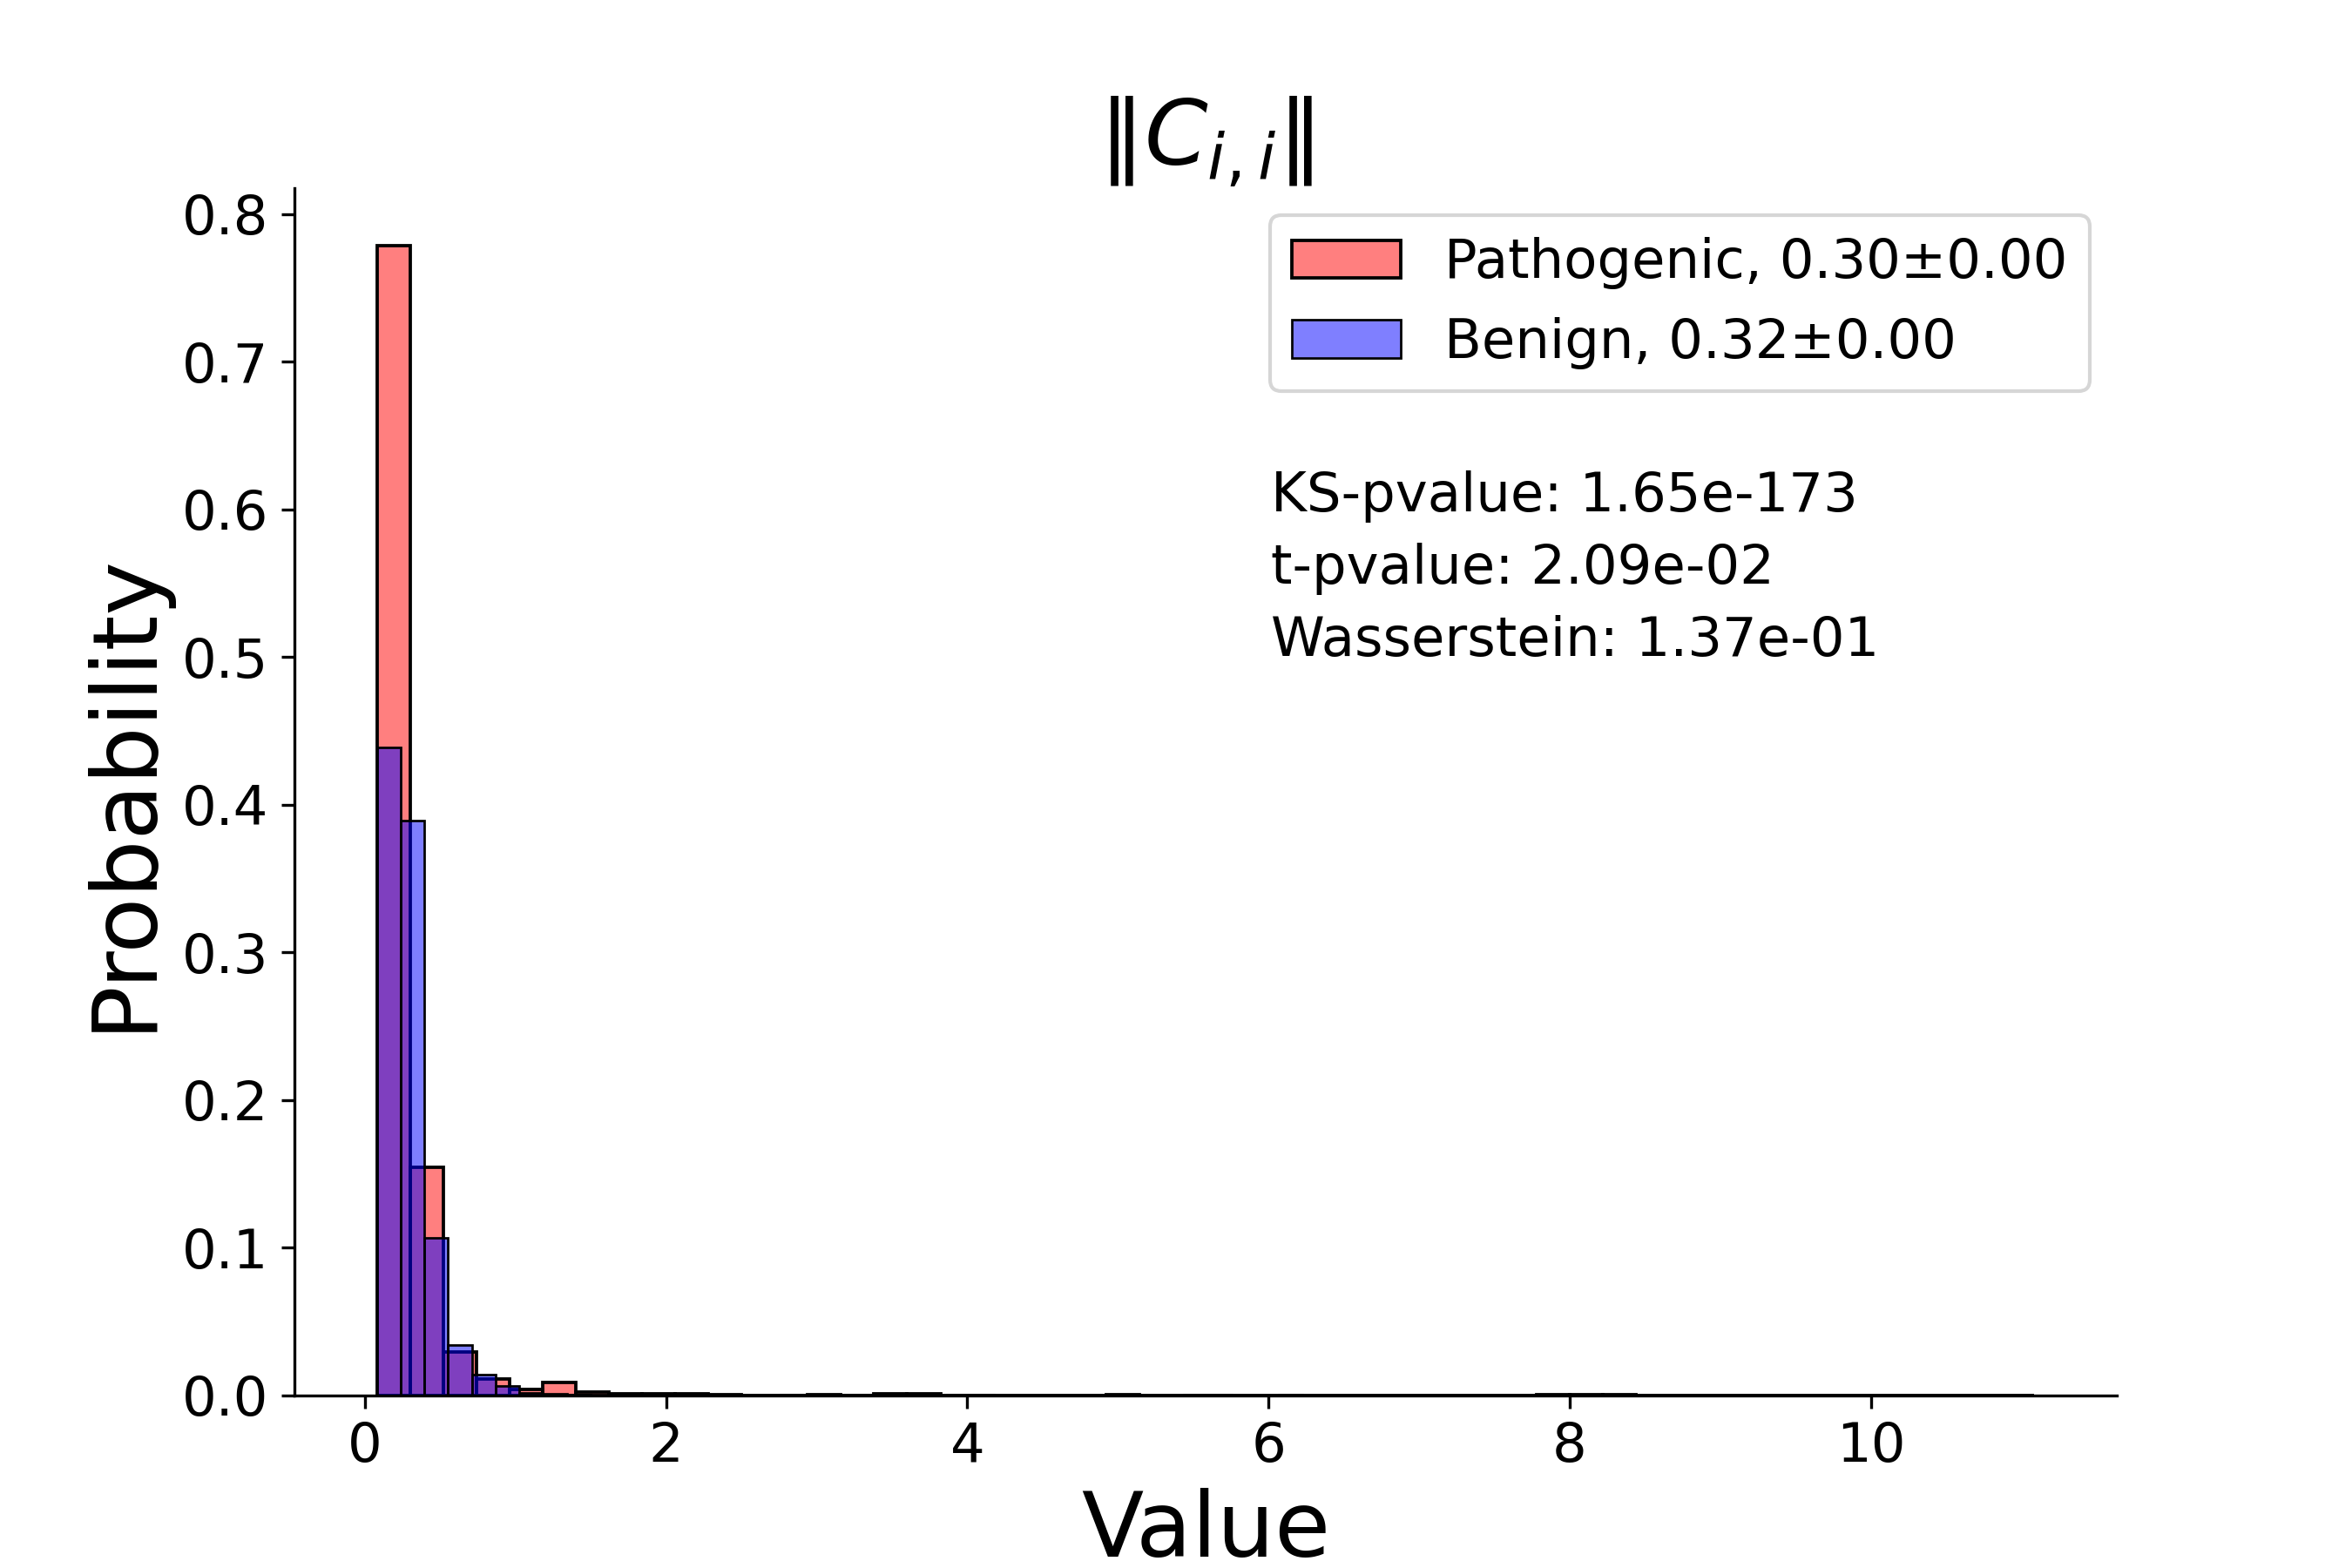 ‖C_{i,i}‖
Pathogenic, 0.30±0.00
Benign, 0.32±0.00
KS-pvalue: 1.65e-173
t-pvalue: 2.09e-02
Wasserstein: 1.37e-01
Probability
0.8
0.7
0.6
0.5
0.4
0.3
0.2
0.1
0.0
0 2 4 6 8 10
Value